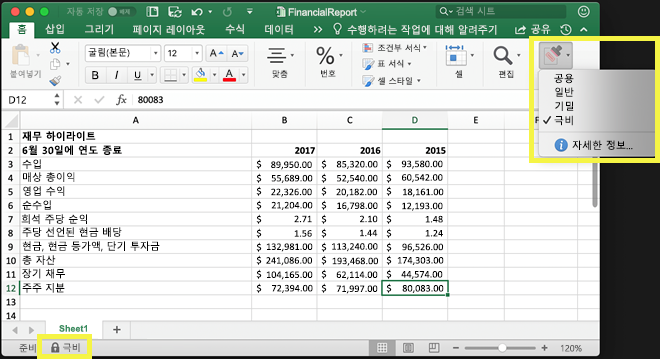 자동 저장 FinancialReport 검색 시트
홈 삽입 그리기 페이지 레이아웃 수식 데이터 >> 수행하려는 작업에 대해 알려주기 공유
붙여넣기 굴림(본문) 12 맞춤 % 번호 조건부 서식 표 서식 셀 스타일 셀 편집
B I U A
공용
일반
기밀
✓ 극비
자세한 정보...
D12 fx 80083
A B C D E
1 재무 하이라이트
2 6월 30일에 연도 종료 2017 2016 2015
3 수입 $ 89,950.00 $ 85,320.00 $ 93,580.00
4 매상 총이익 $ 55,689.00 $ 52,540.00 $ 60,542.00
5 영업 수익 $ 22,326.00 $ 20,182.00 $ 18,161.00
6 순수입 $ 21,204.00 $ 16,798.00 $ 12,193.00
7 희석 주당 순익 $ 2.71 $ 2.10 $ 1.48
8 주당 선언된 현금 배당 $ 1.56 $ 1.44 $ 1.24
9 현금, 현금 등가액, 단기 투자금 $ 132,981.00 $ 113,240.00 $ 96,526.00
10 총 자산 $ 241,086.00 $ 193,468.00 $ 174,303.00
11 장기 채무 $ 104,165.00 $ 62,114.00 $ 44,574.00
12 주주 지분 $ 72,394.00 $ 71,997.00 $ 80,083.00
13
14
Sheet1 +
준비 극비 120%